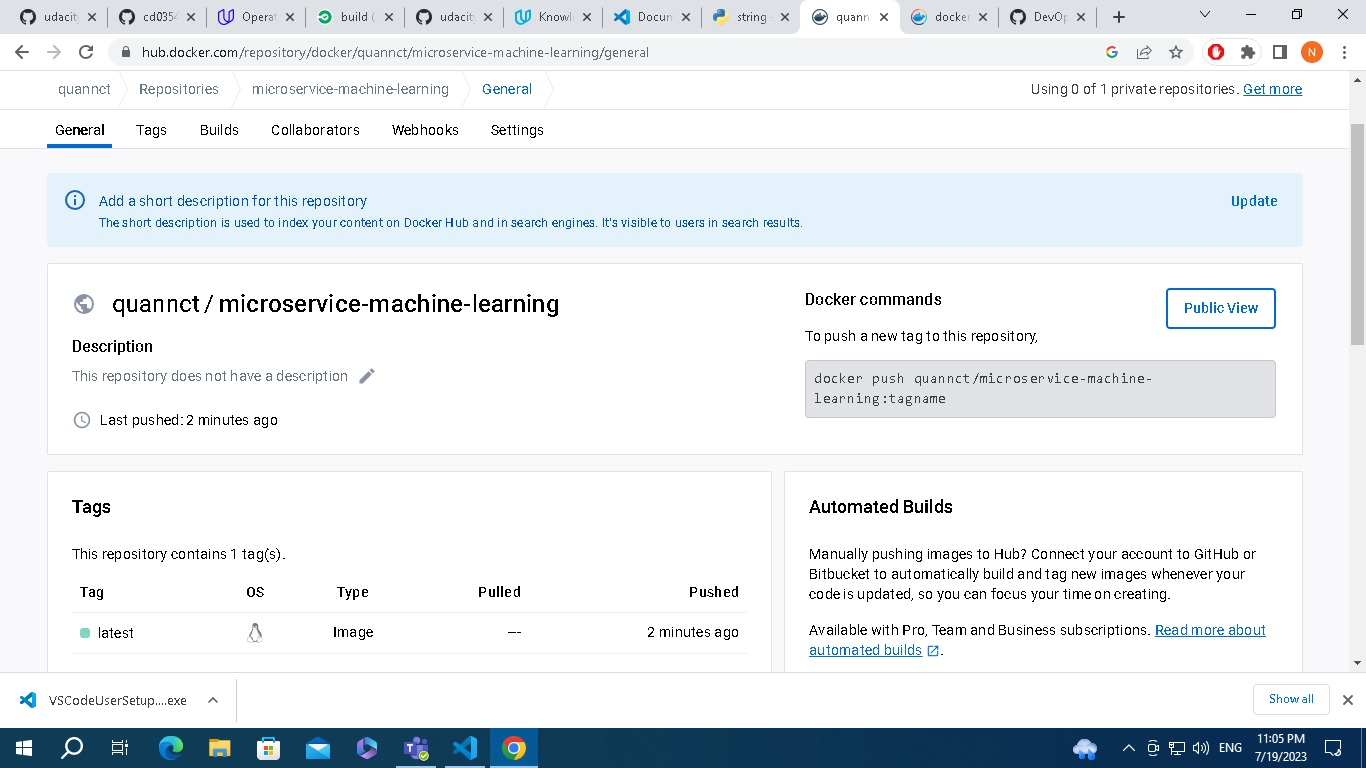 udacity
cd0354
Operat
build (
udacity
Knowl
Docum
string
quann
docker
DevOp
hub.docker.com/repository/docker/quannct/microservice-machine-learning/general
N
quannct
Repositories
microservice-machine-learning
General
Using 0 of 1 private repositories. Get more
General
Tags
Builds
Collaborators
Webhooks
Settings
Add a short description for this repository
Update
The short description is used to index your content on Docker Hub and in search engines. It's visible to users in search results.
quannct / microservice-machine-learning
Description
This repository does not have a description
Last pushed: 2 minutes ago
Docker commands
Public View
To push a new tag to this repository,
docker push quannct/microservice-machine-
learning:tagname
Tags
This repository contains 1 tag(s).
Tag OS Type Pulled Pushed
latest Image --- 2 minutes ago
Automated Builds
Manually pushing images to Hub? Connect your account to GitHub or
Bitbucket to automatically build and tag new images whenever your
code is updated, so you can focus your time on creating.
Available with Pro, Team and Business subscriptions. Read more about
automated builds .
VSCodeUserSetup....exe
Show all
ENG
11:05 PM
7/19/2023